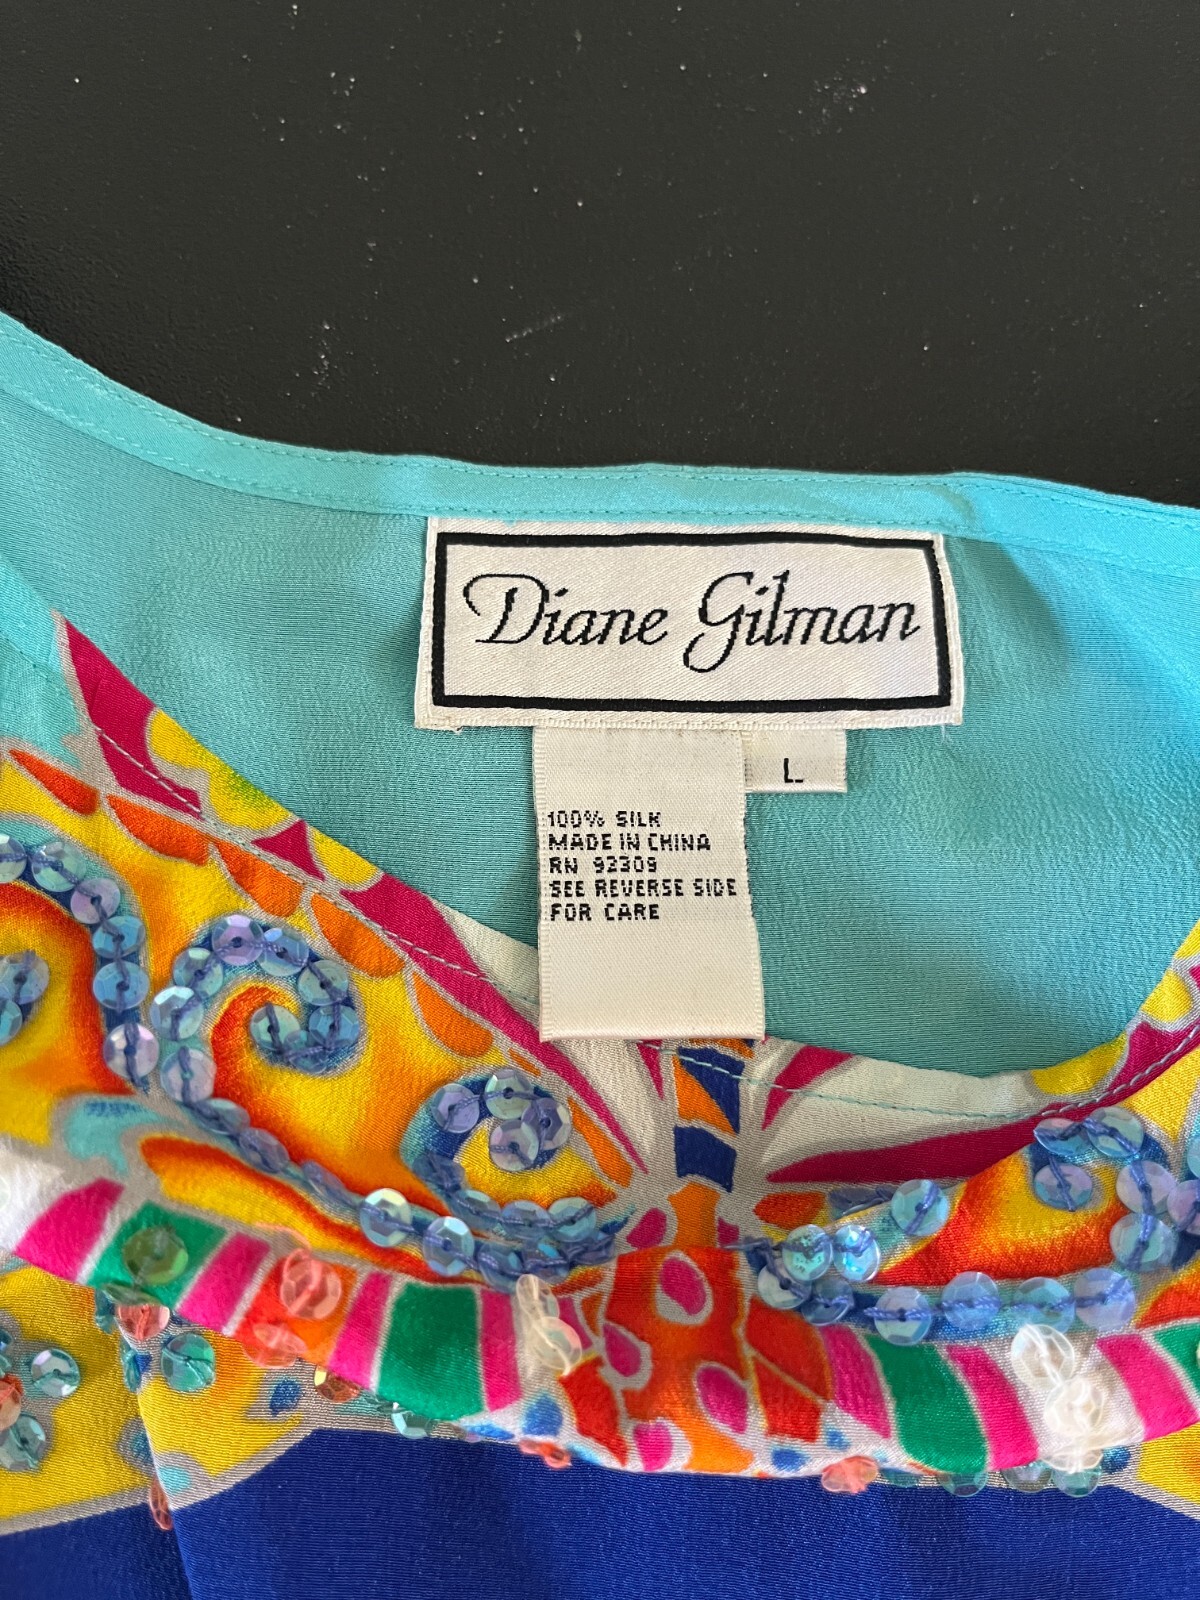 Diane Gilman
L
100% SILK
MADE IN CHINA
RN 92309
SEE REVERSE SIDE
FOR CARE